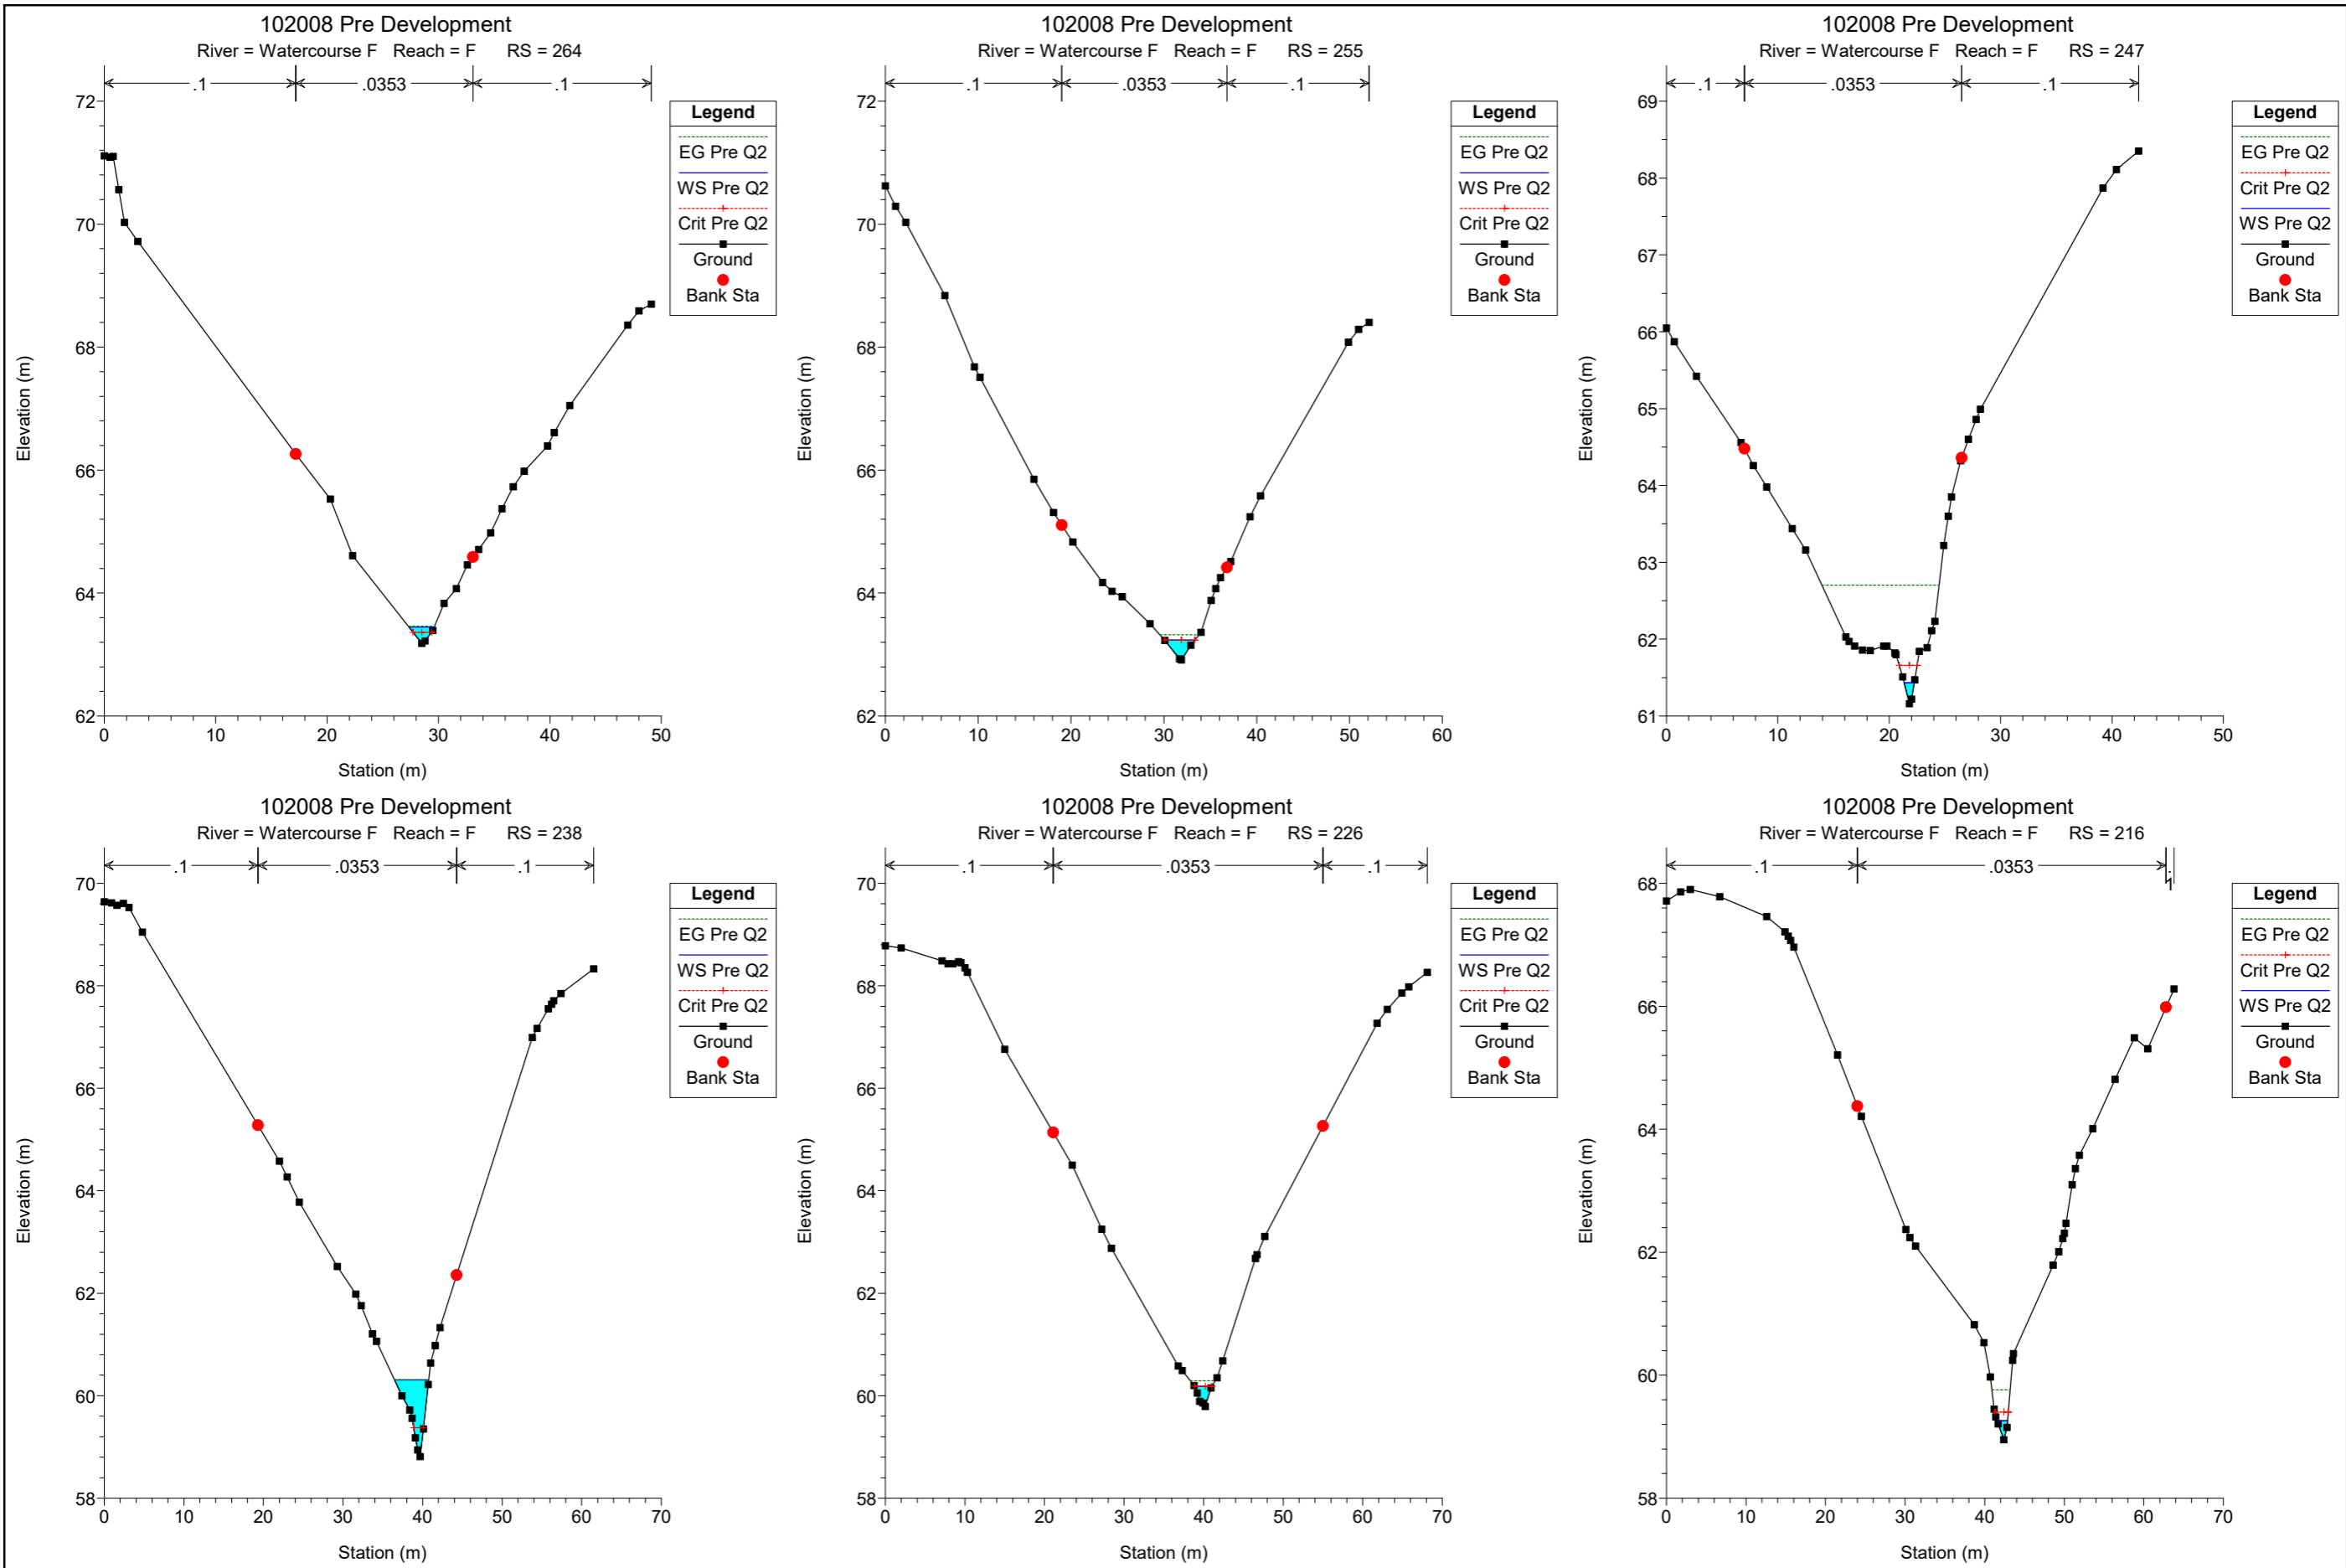 102008 Pre Development
River = Watercourse F Reach = F RS = 264
.1 .0353 .1
Legend
EG Pre Q2
WS Pre Q2
Crit Pre Q2
Ground
Bank Sta
Elevation (m)
72
70
68
66
64
62
0 10 20 30 40 50
Station (m)
102008 Pre Development
River = Watercourse F Reach = F RS = 255
.1 .0353 .1
Legend
EG Pre Q2
WS Pre Q2
Crit Pre Q2
Ground
Bank Sta
Elevation (m)
72
70
68
66
64
62
0 10 20 30 40 50 60
Station (m)
102008 Pre Development
River = Watercourse F Reach = F RS = 247
.1 .0353 .1
Legend
EG Pre Q2
Crit Pre Q2
WS Pre Q2
Ground
Bank Sta
Elevation (m)
69
68
67
66
65
64
63
62
61
0 10 20 30 40 50
Station (m)
102008 Pre Development
River = Watercourse F Reach = F RS = 238
.1 .0353 .1
Legend
EG Pre Q2
WS Pre Q2
Crit Pre Q2
Ground
Bank Sta
Elevation (m)
70
68
66
64
62
60
58
0 10 20 30 40 50 60 70
Station (m)
102008 Pre Development
River = Watercourse F Reach = F RS = 226
.1 .0353 .1
Legend
EG Pre Q2
WS Pre Q2
Crit Pre Q2
Ground
Bank Sta
Elevation (m)
70
68
66
64
62
60
58
0 10 20 30 40 50 60 70
Station (m)
102008 Pre Development
River = Watercourse F Reach = F RS = 216
.1 .0353
Legend
EG Pre Q2
Crit Pre Q2
WS Pre Q2
Ground
Bank Sta
Elevation (m)
68
66
64
62
60
58
0 10 20 30 40 50 60 70
Station (m)